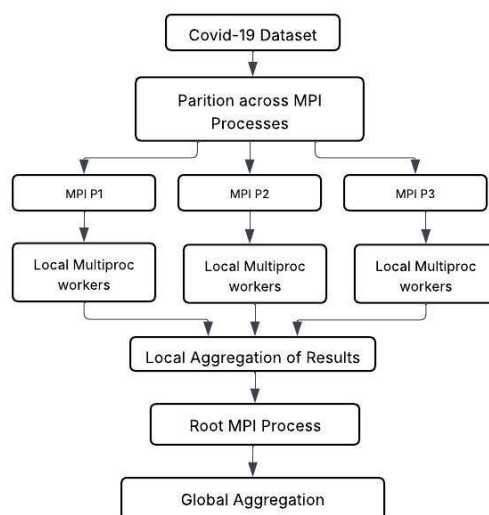 Covid-19 Dataset
Parition across MPI
Processes
MPI P1
MPI P2
MPI P3
Local Multiproc
workers
Local Multiproc
workers
Local Multiproc
workers
Local Aggregation of Results
Root MPI Process
Global Aggregation